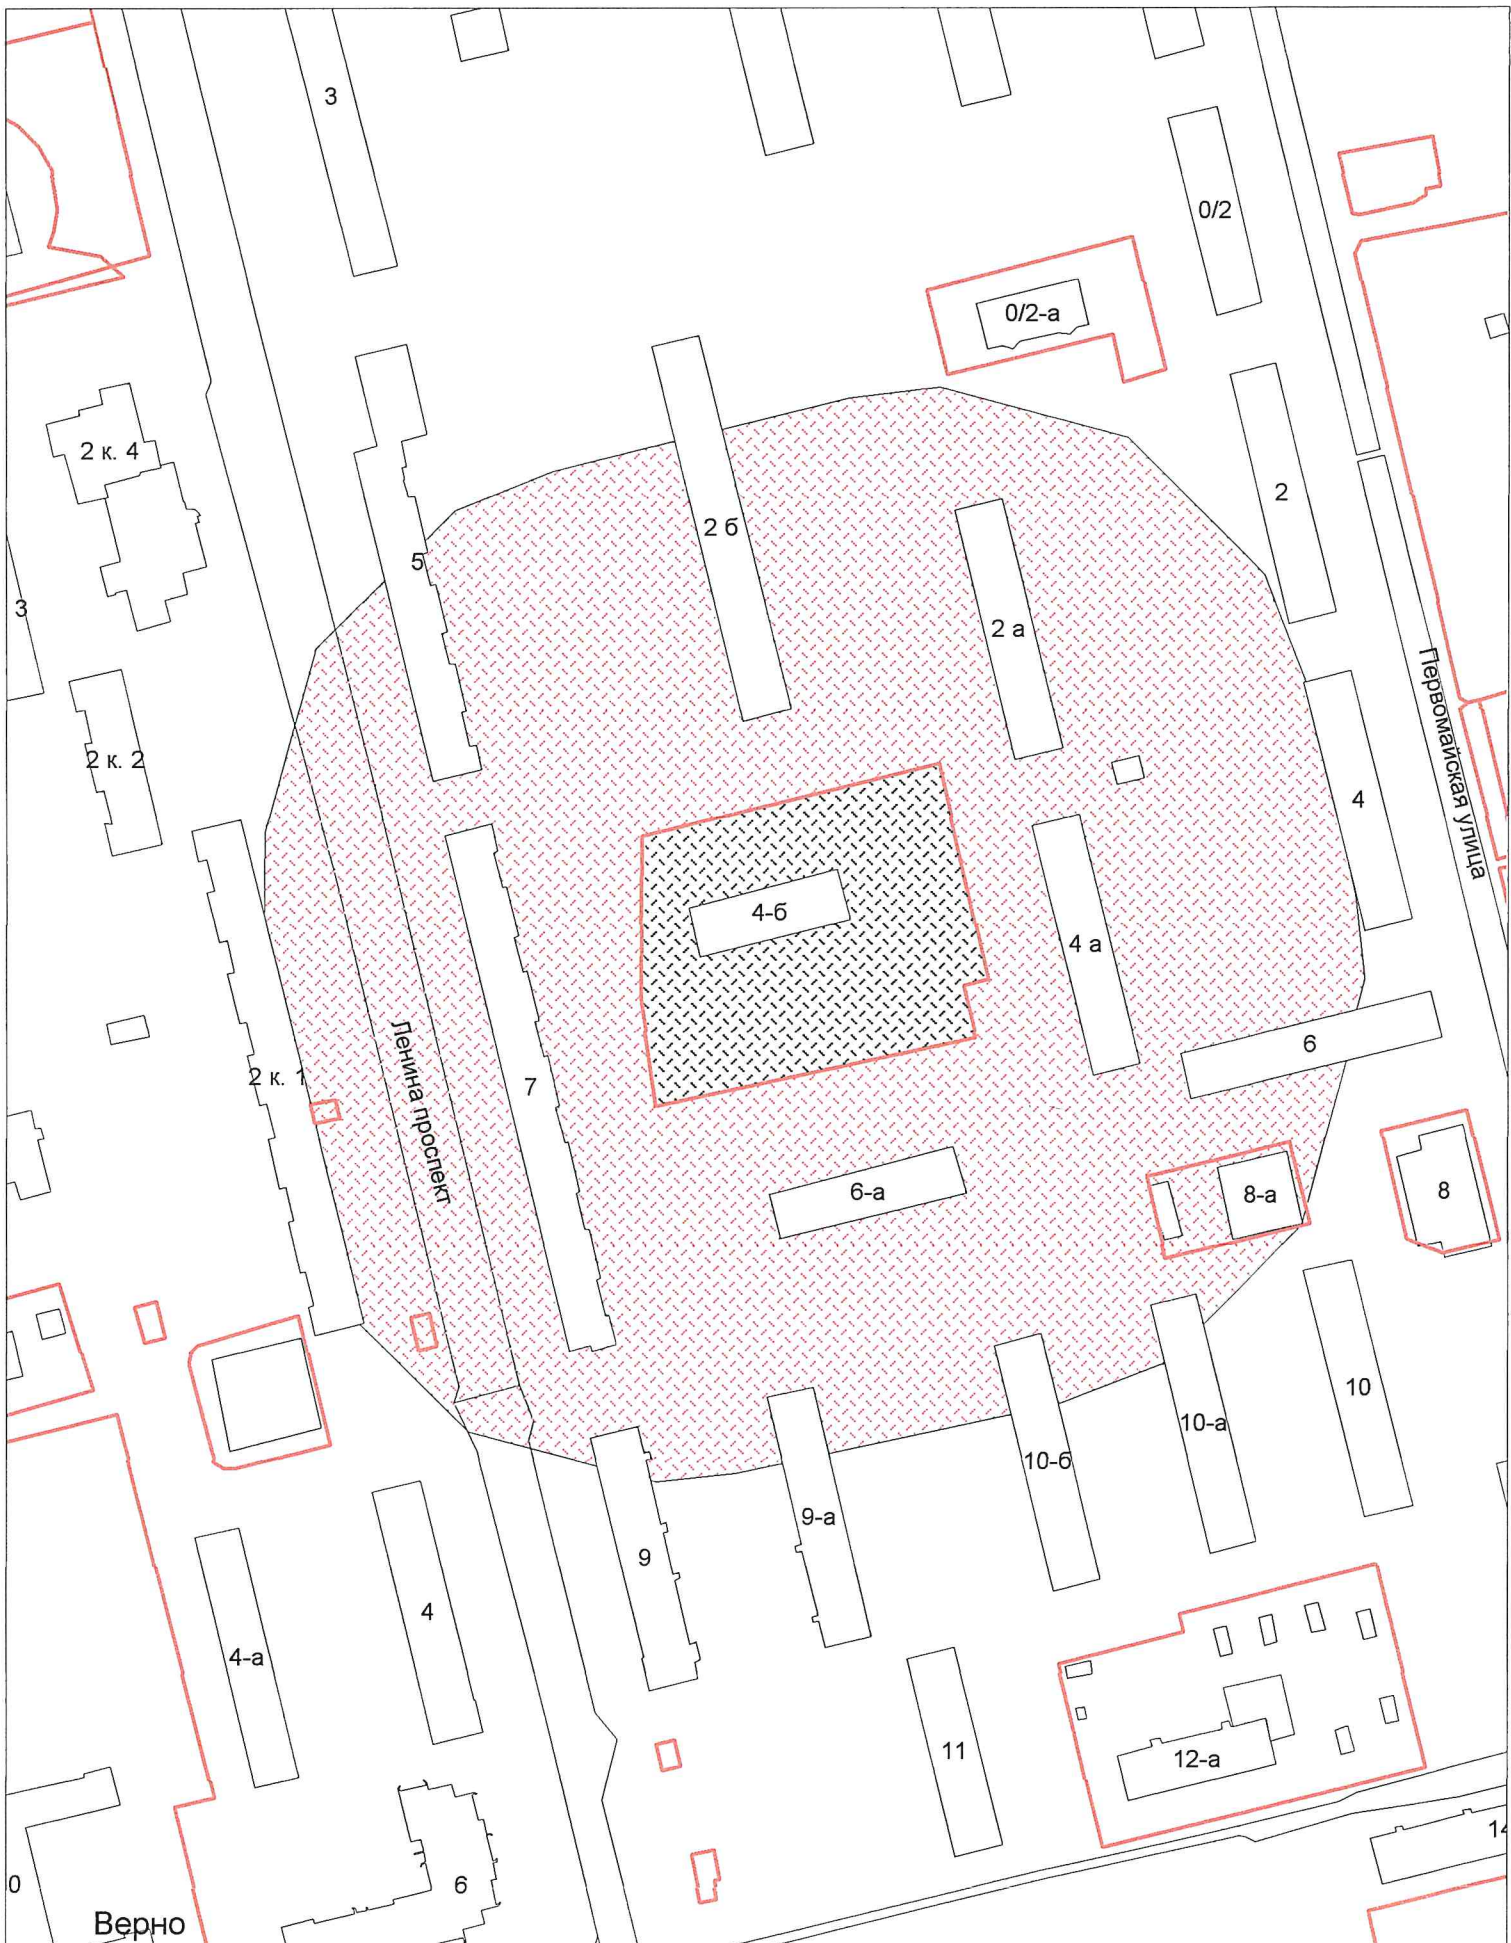 3
0/2
0/2-а
2 к. 4
2
2 б
5
3
2 а
2 к. 2
4
Первомайская улица
4-б
4 а
6
2 к. 1
7
Ленина проспект
6-а
8-а
8
10
10-а
10-б
9-а
9
4
4-а
11
12-а
14
0
6
Верно